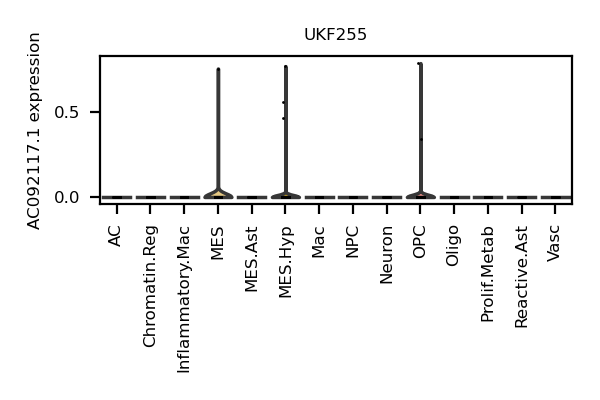 UKF255
AC092117.1 expression
0.5
0.0
AC
Chromatin.Reg
Inflammatory.Mac
MES
MES.Ast
MES.Hyp
Mac
NPC
Neuron
OPC
Oligo
Prolif.Metab
Reactive.Ast
Vasc